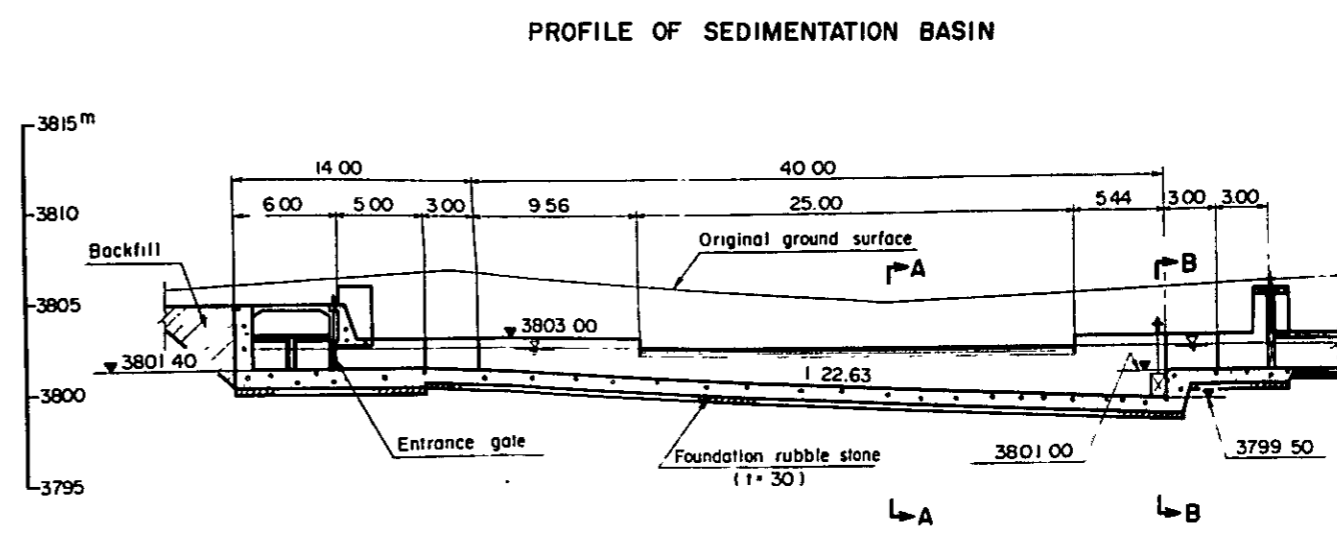 PROFILE OF SEDIMENTATION BASIN
3815 m
14 00 40 00
3810
6 00 5 00 3 00 9 56 25.00 5 44 3 00 3.00
Backfill
Original ground surface
A B
3805
3803 00
3801 40
1 22.63
3800
Entrance gate
Foundation rubble stone
(t = 30)
3801 00
3799 50
3795
A B